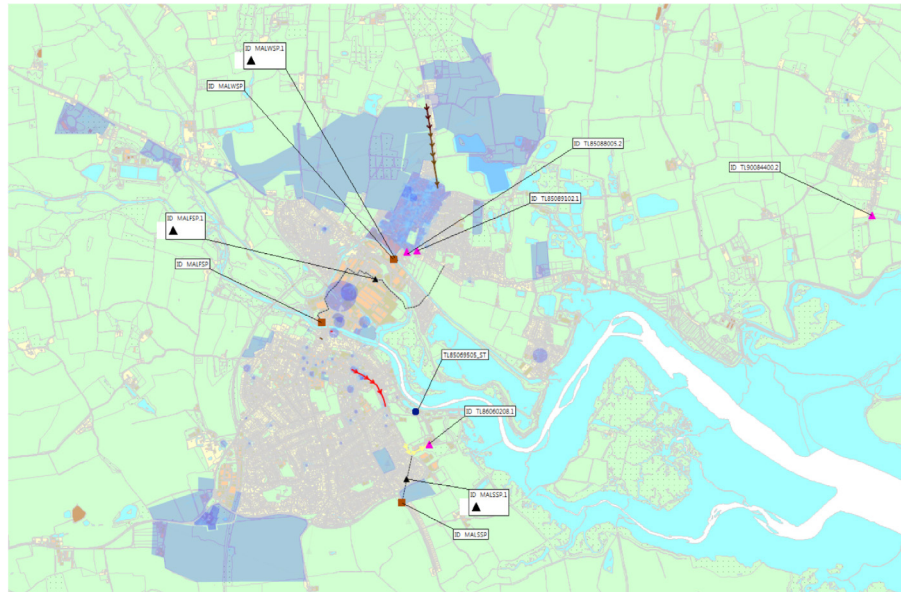 ID MALWSP.1
ID MALWSP
ID TL85088005.2
ID TL90084400.2
ID TL85089102.1
ID MALFSP.1
ID MALFSP
TL85069505_ST
ID TL86060208.1
ID MALSSP.1
ID MALSSP